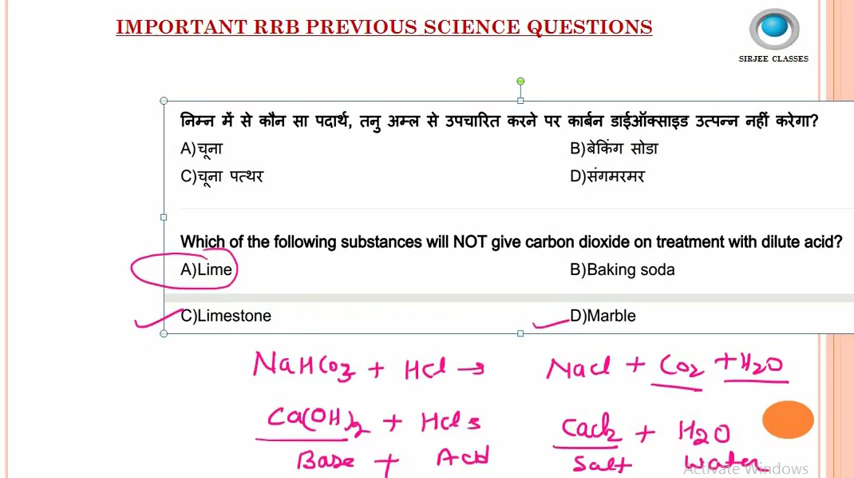 IMPORTANT RRB PREVIOUS SCIENCE QUESTIONS
SIRJEE CLASSES
निम्न में से कौन सा पदार्थ, तनु अम्ल से उपचारित करने पर कार्बन डाईऑक्साइड उत्पन्न नहीं करेगा?
A)चूना B)बेकिंग सोडा
C)चूना पत्थर D)संगमरमर
Which of the following substances will NOT give carbon dioxide on treatment with dilute acid?
A)Lime B)Baking soda
C)Limestone D)Marble
NaHCO3 + HCl → NaCl + CO2 + H2O
Ca(OH)2 + HCl → CaCl2 + H2O
Base + Acid Salt Water
Activate Windows